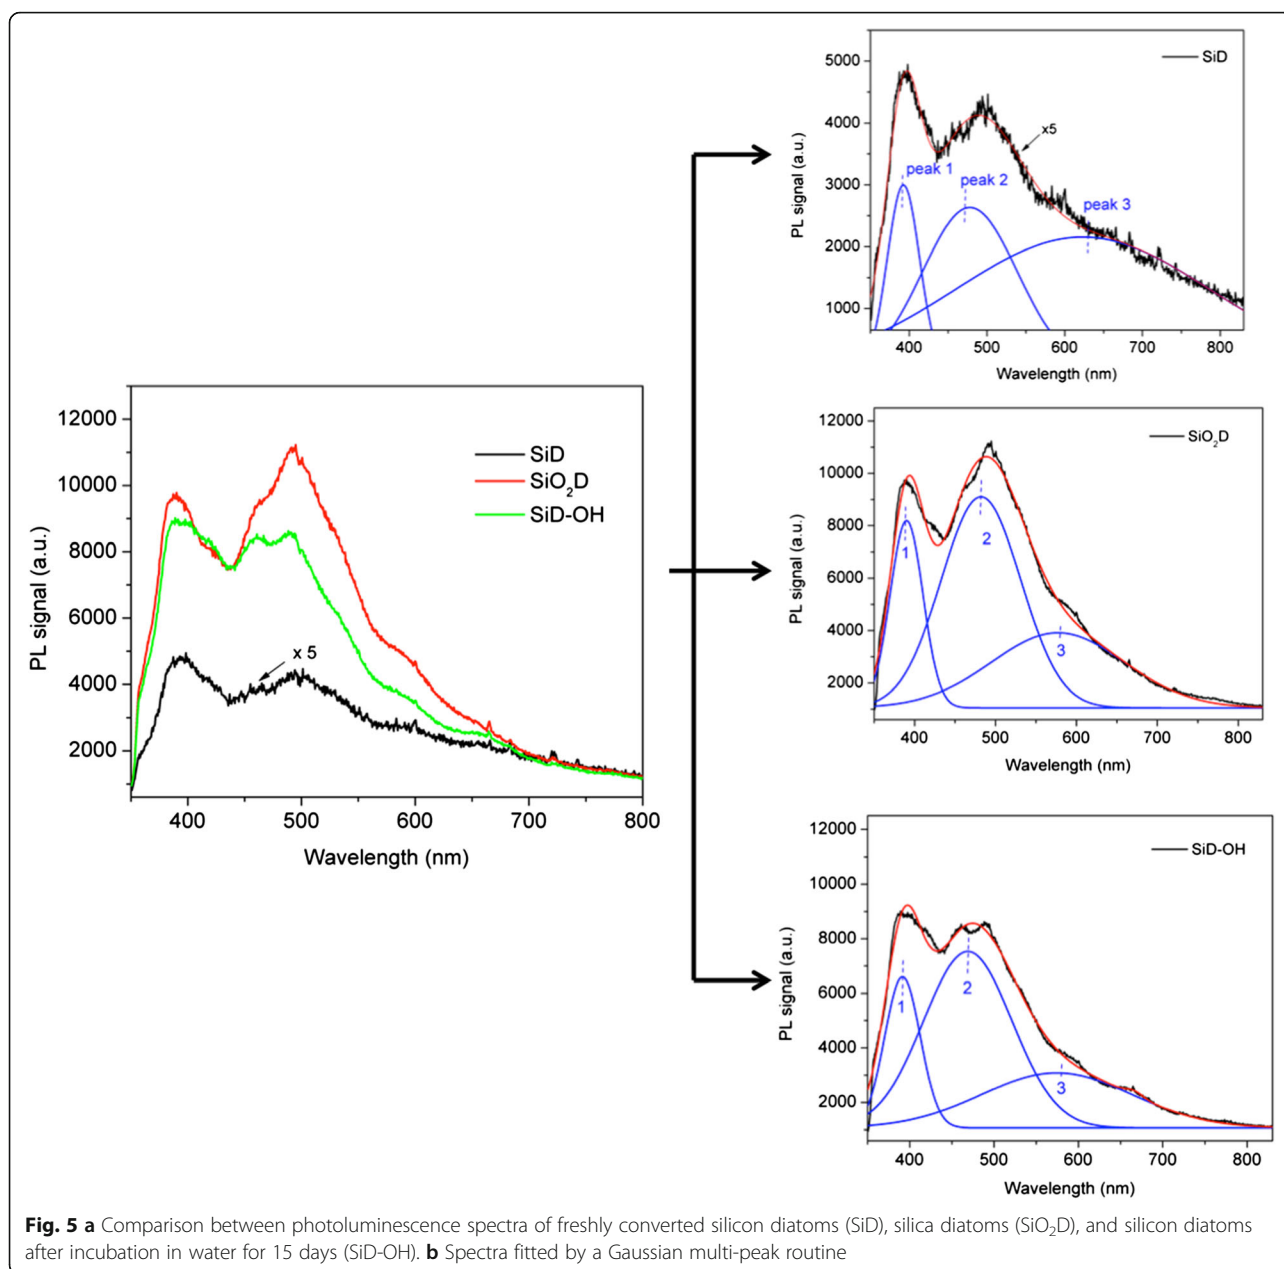 12000
10000
8000
6000
4000
2000
PL signal (a.u.)
SiD
SiO₂D
SiD-OH
x 5
400 500 600 700 800
Wavelength (nm)
5000
4000
3000
2000
1000
PL signal (a.u.)
SiD
x5
peak 1
peak 2
peak 3
400 500 600 700 800
Wavelength (nm)
12000
10000
8000
6000
4000
2000
PL signal (a.u.)
SiO₂D
1
2
3
400 500 600 700 800
Wavelength (nm)
12000
10000
8000
6000
4000
2000
PL signal (a.u.)
SiD-OH
1
2
3
400 500 600 700 800
Wavelength (nm)
Fig. 5 a Comparison between photoluminescence spectra of freshly converted silicon diatoms (SiD), silica diatoms (SiO₂D), and silicon diatoms
after incubation in water for 15 days (SiD-OH). b Spectra fitted by a Gaussian multi-peak routine